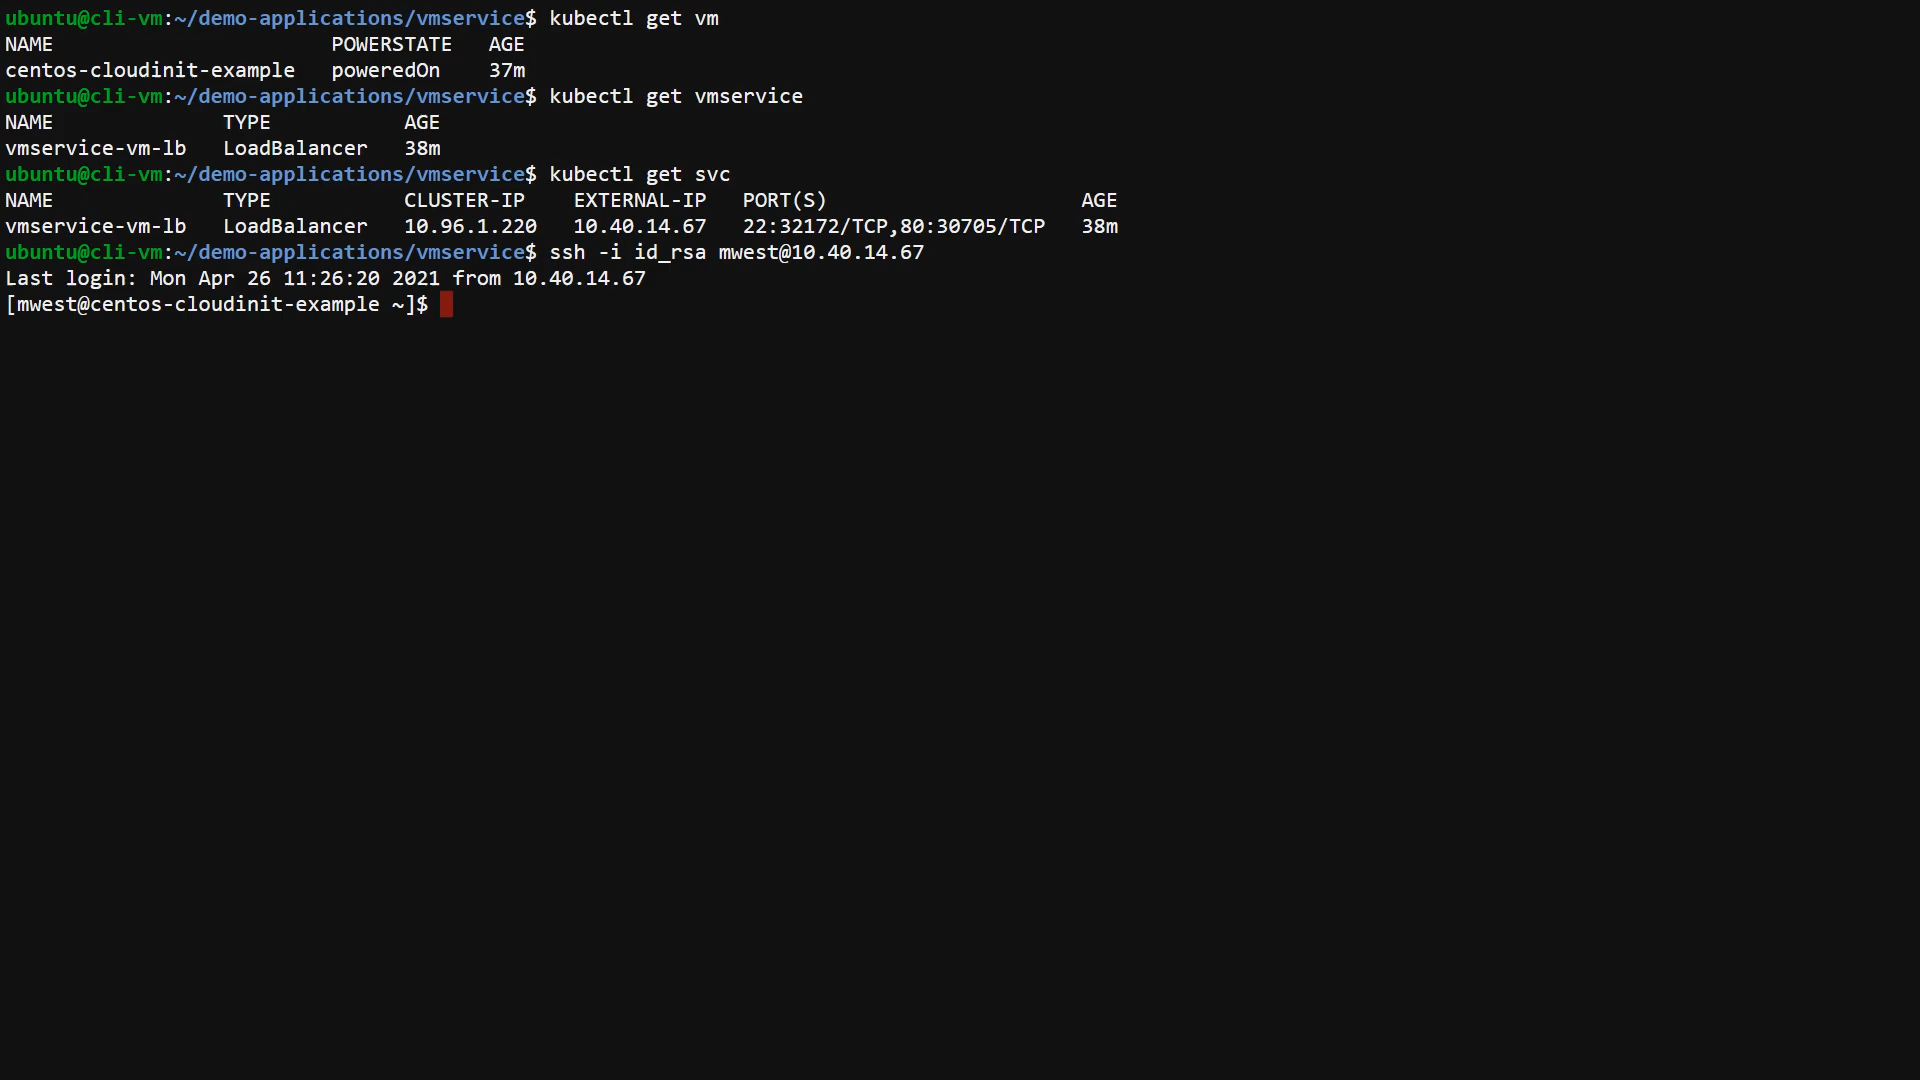 ubuntu@cli-vm:~/demo-applications/vmservice$ kubectl get vm
NAME                       POWERSTATE   AGE
centos-cloudinit-example   poweredOn    37m
ubuntu@cli-vm:~/demo-applications/vmservice$ kubectl get vmservice
NAME              TYPE           AGE
vmservice-vm-lb   LoadBalancer   38m
ubuntu@cli-vm:~/demo-applications/vmservice$ kubectl get svc
NAME              TYPE           CLUSTER-IP    EXTERNAL-IP   PORT(S)                     AGE
vmservice-vm-lb   LoadBalancer   10.96.1.220   10.40.14.67   22:32172/TCP,80:30705/TCP   38m
ubuntu@cli-vm:~/demo-applications/vmservice$ ssh -i id_rsa mwest@10.40.14.67
Last login: Mon Apr 26 11:26:20 2021 from 10.40.14.67
[mwest@centos-cloudinit-example ~]$